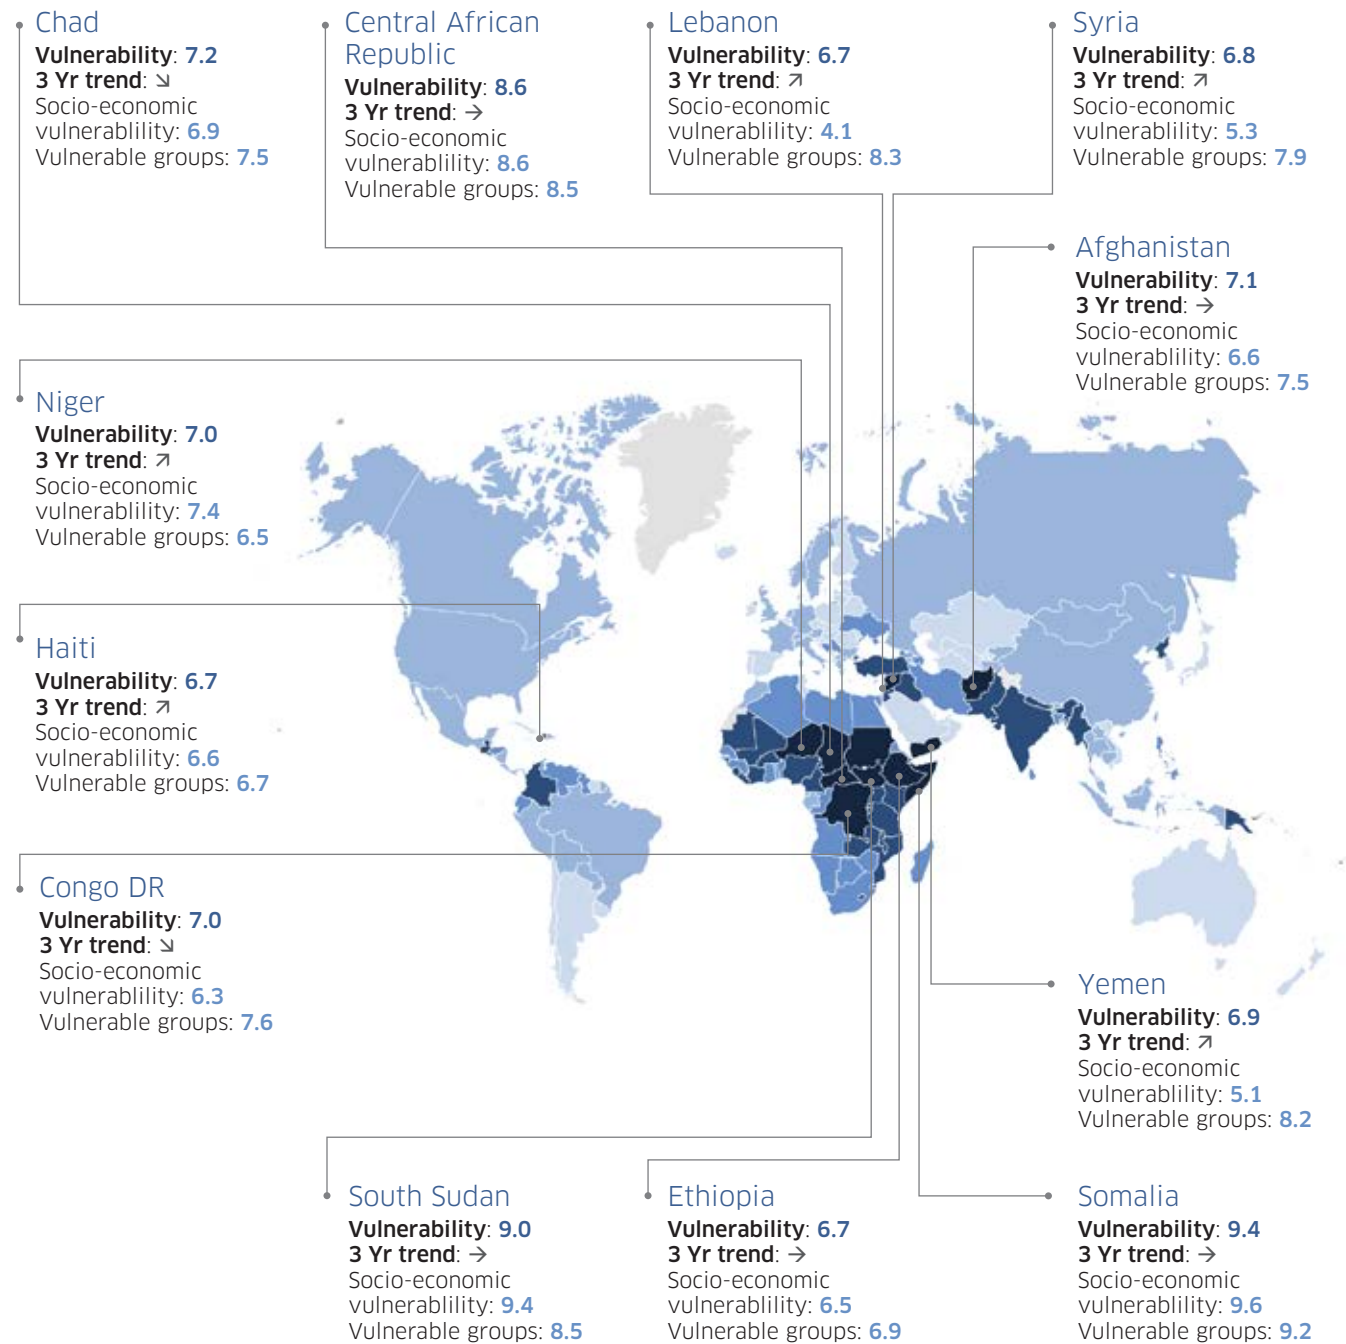 Chad
Vulnerability: 7.2
3 Yr trend: ↘
Socio-economic
vulnerablility: 6.9
Vulnerable groups: 7.5
Central African
Republic
Vulnerability: 8.6
3 Yr trend: →
Socio-economic
vulnerablility: 8.6
Vulnerable groups: 8.5
Lebanon
Vulnerability: 6.7
3 Yr trend: ↗
Socio-economic
vulnerablility: 4.1
Vulnerable groups: 8.3
Syria
Vulnerability: 6.8
3 Yr trend: ↗
Socio-economic
vulnerablility: 5.3
Vulnerable groups: 7.9
Afghanistan
Vulnerability: 7.1
3 Yr trend: →
Socio-economic
vulnerablility: 6.6
Vulnerable groups: 7.5
Niger
Vulnerability: 7.0
3 Yr trend: ↗
Socio-economic
vulnerablility: 7.4
Vulnerable groups: 6.5
Haiti
Vulnerability: 6.7
3 Yr trend: ↗
Socio-economic
vulnerablility: 6.6
Vulnerable groups: 6.7
Congo DR
Vulnerability: 7.0
3 Yr trend: ↘
Socio-economic
vulnerablility: 6.3
Vulnerable groups: 7.6
Yemen
Vulnerability: 6.9
3 Yr trend: ↗
Socio-economic
vulnerablility: 5.1
Vulnerable groups: 8.2
South Sudan
Vulnerability: 9.0
3 Yr trend: →
Socio-economic
vulnerablility: 9.4
Vulnerable groups: 8.5
Ethiopia
Vulnerability: 6.7
3 Yr trend: →
Socio-economic
vulnerablility: 6.5
Vulnerable groups: 6.9
Somalia
Vulnerability: 9.4
3 Yr trend: →
Socio-economic
vulnerablility: 9.6
Vulnerable groups: 9.2